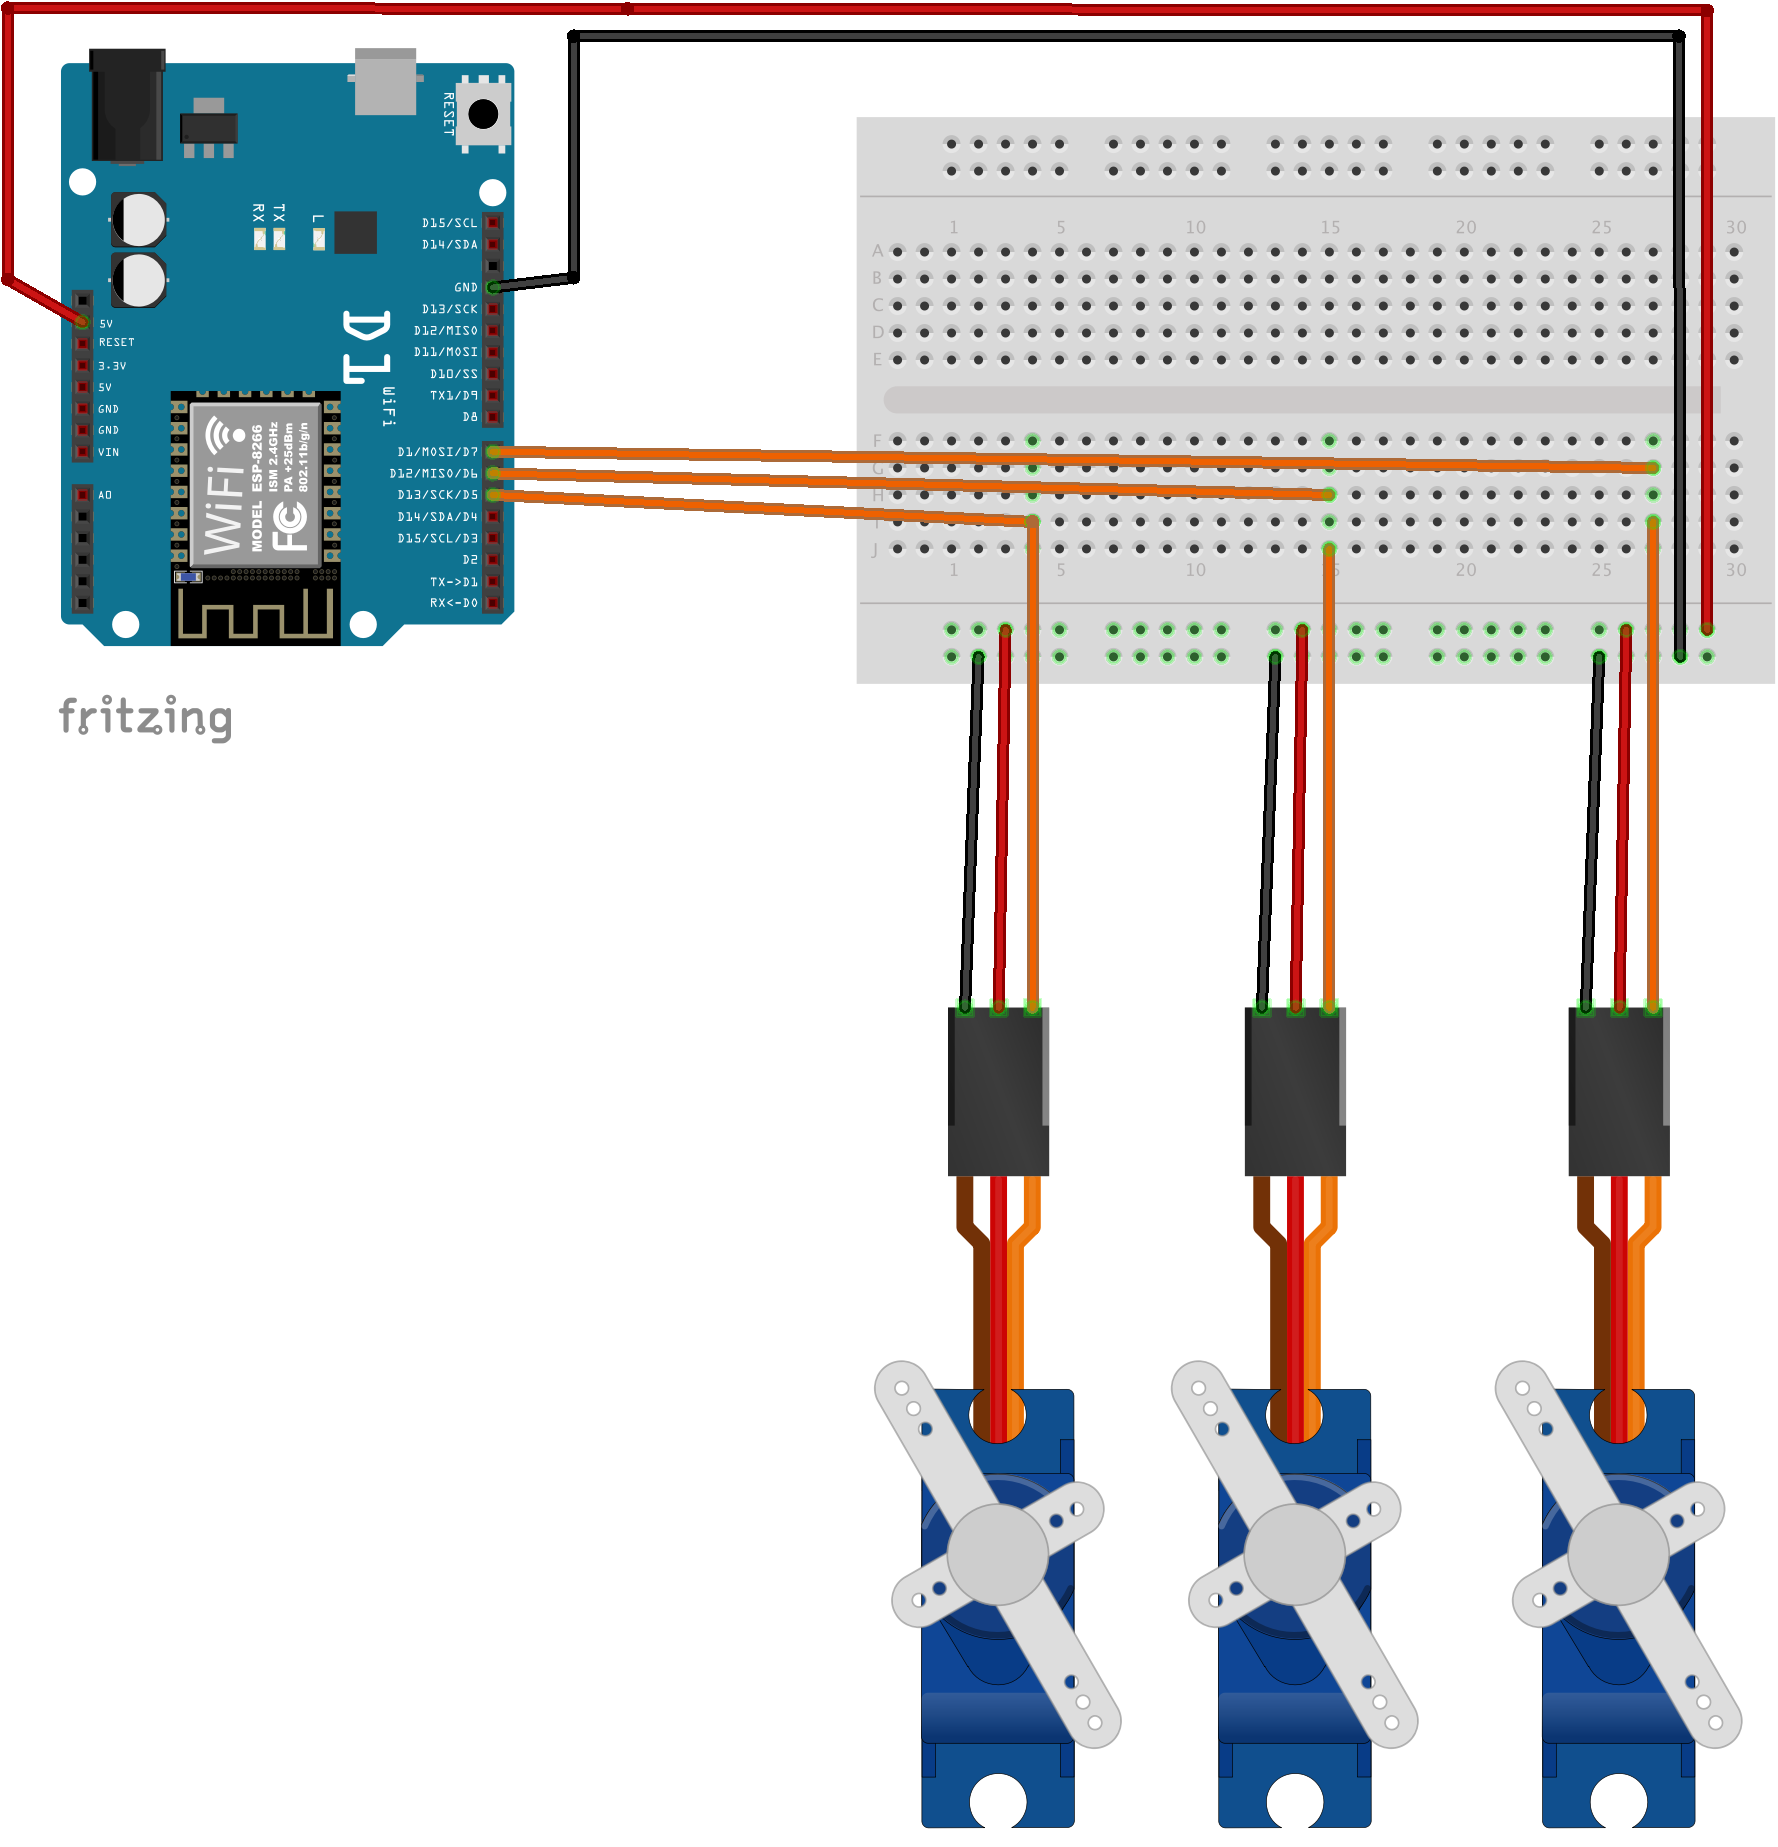 RESET
RX
TX
L
D15/SCL
D14/SDA
GND
D13/SCK
D12/MISO
D11/MOSI
D10/SS
TX1/D9
D8
D1
WiFi
5V
RESET
3.3V
5V
GND
GND
VIN
A0
D1/MOSI/D7
D12/MISO/D6
D13/SCK/D5
D14/SDA/D4
D15/SCL/D3
D2
TX->D1
RX<-D0
WiFi
MODEL ESP-8266
ISM 2.4GHz
PA +25dBm
802.11b/g/n
FC
fritzing
1 5 10 15 20 25 30
A
B
C
D
E
F
G
H
I
J
1 5 10 15 20 25 30